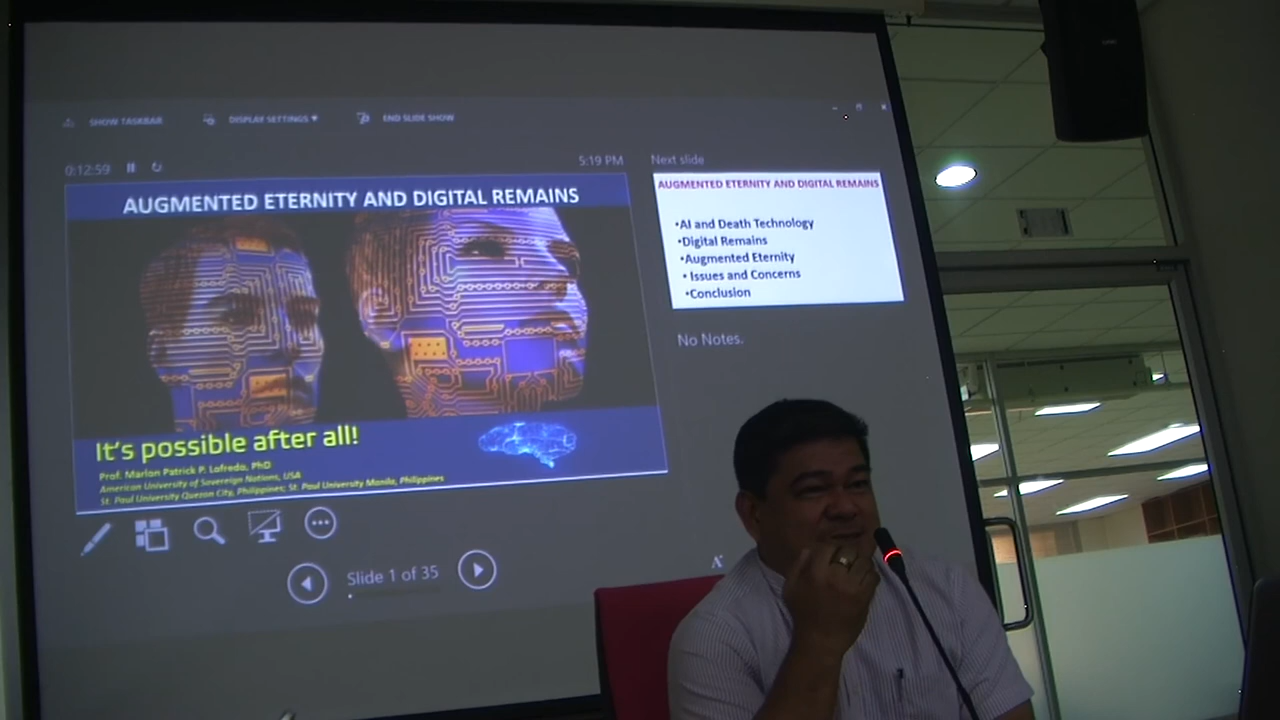 SHOW TASKBAR
DISPLAY SETTINGS
END SLIDE SHOW
0:12:59
5:19 PM
Next slide
AUGMENTED ETERNITY AND DIGITAL REMAINS
It's possible after all!
Prof. Marlon Patrick P. Lofredo, PhD
American University of Sovereign Nations, USA
St. Paul University Quezon City, Philippines; St. Paul University Manila, Philippines
AUGMENTED ETERNITY AND DIGITAL REMAINS
•AI and Death Technology
•Digital Remains
•Augmented Eternity
• Issues and Concerns
•Conclusion
No Notes.
Slide 1 of 35